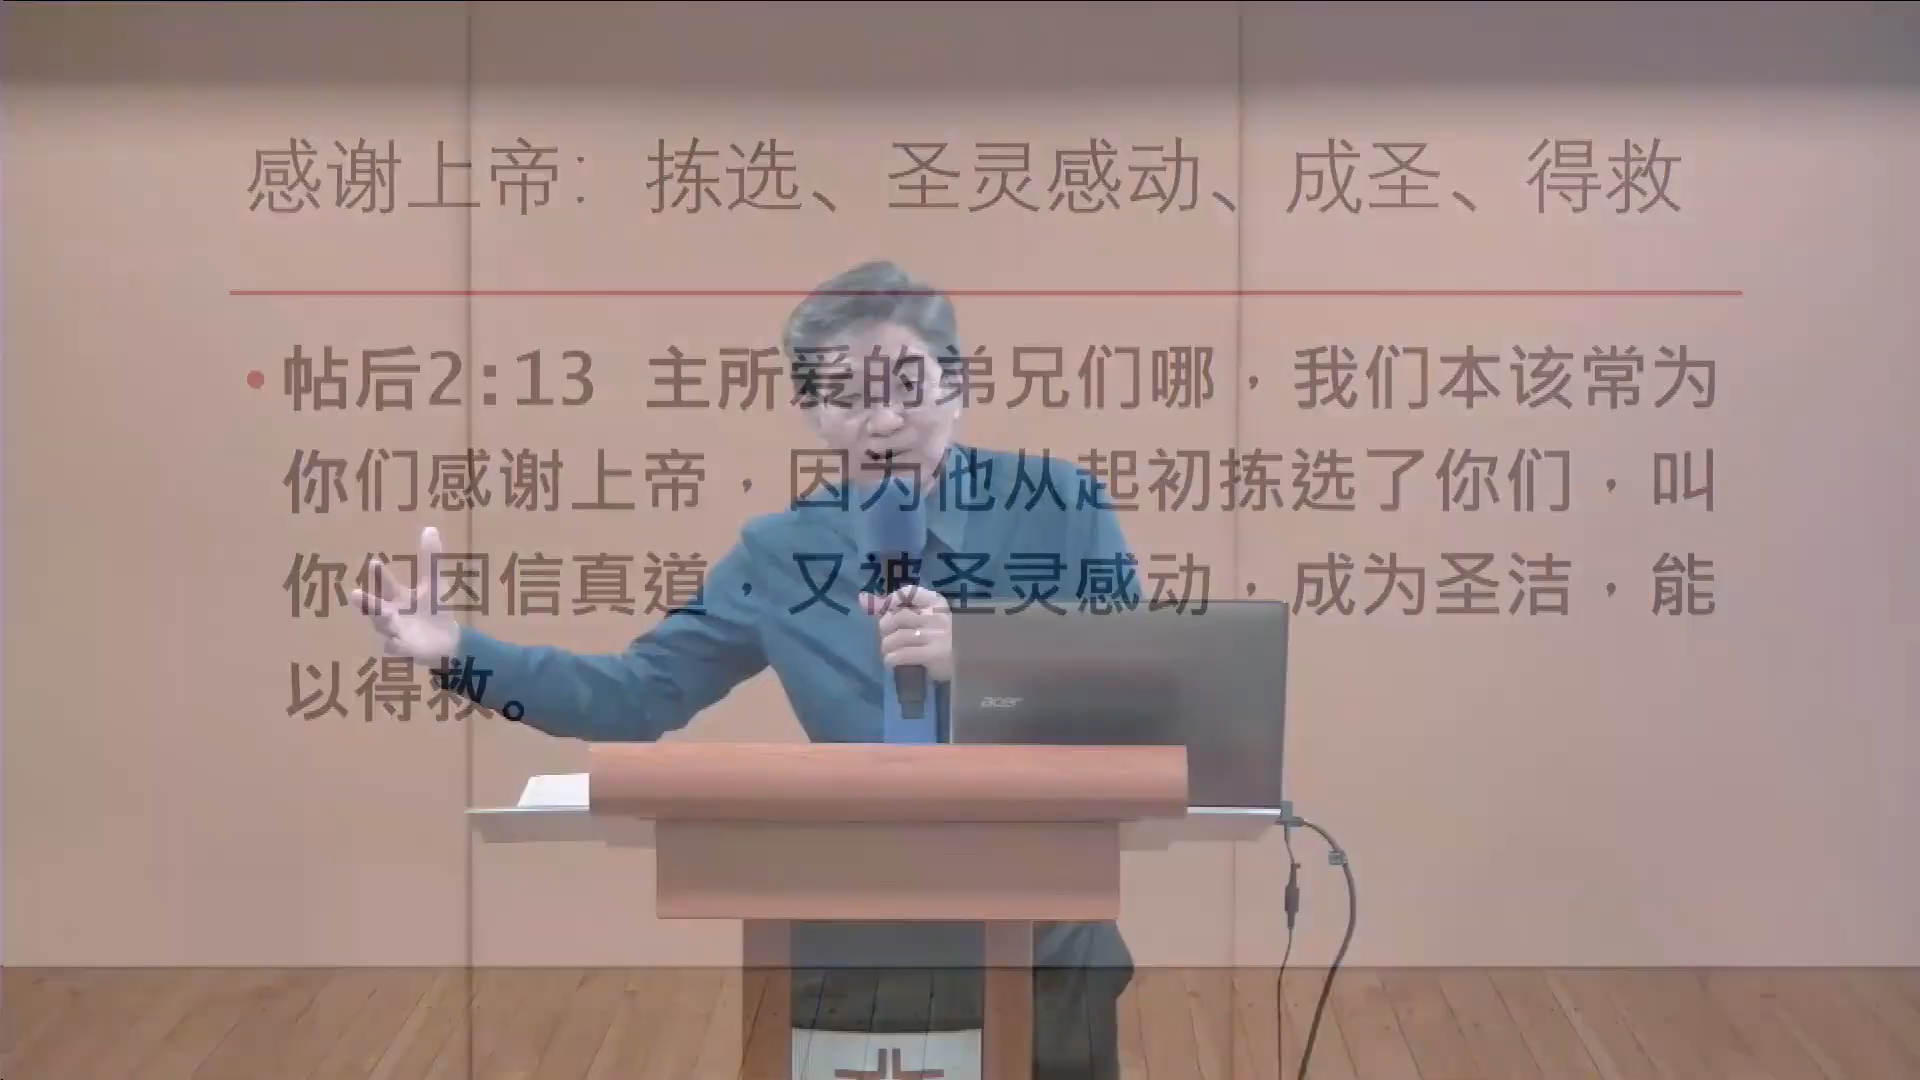 感谢上帝：拣选、圣灵感动、成圣、得救
• 帖后2:13 主所爱的弟兄们哪，我们本该常为
你们感谢上帝，因为他从起初拣选了你们，叫
你们因信真道，又被圣灵感动，成为圣洁，能
以得救。
acer